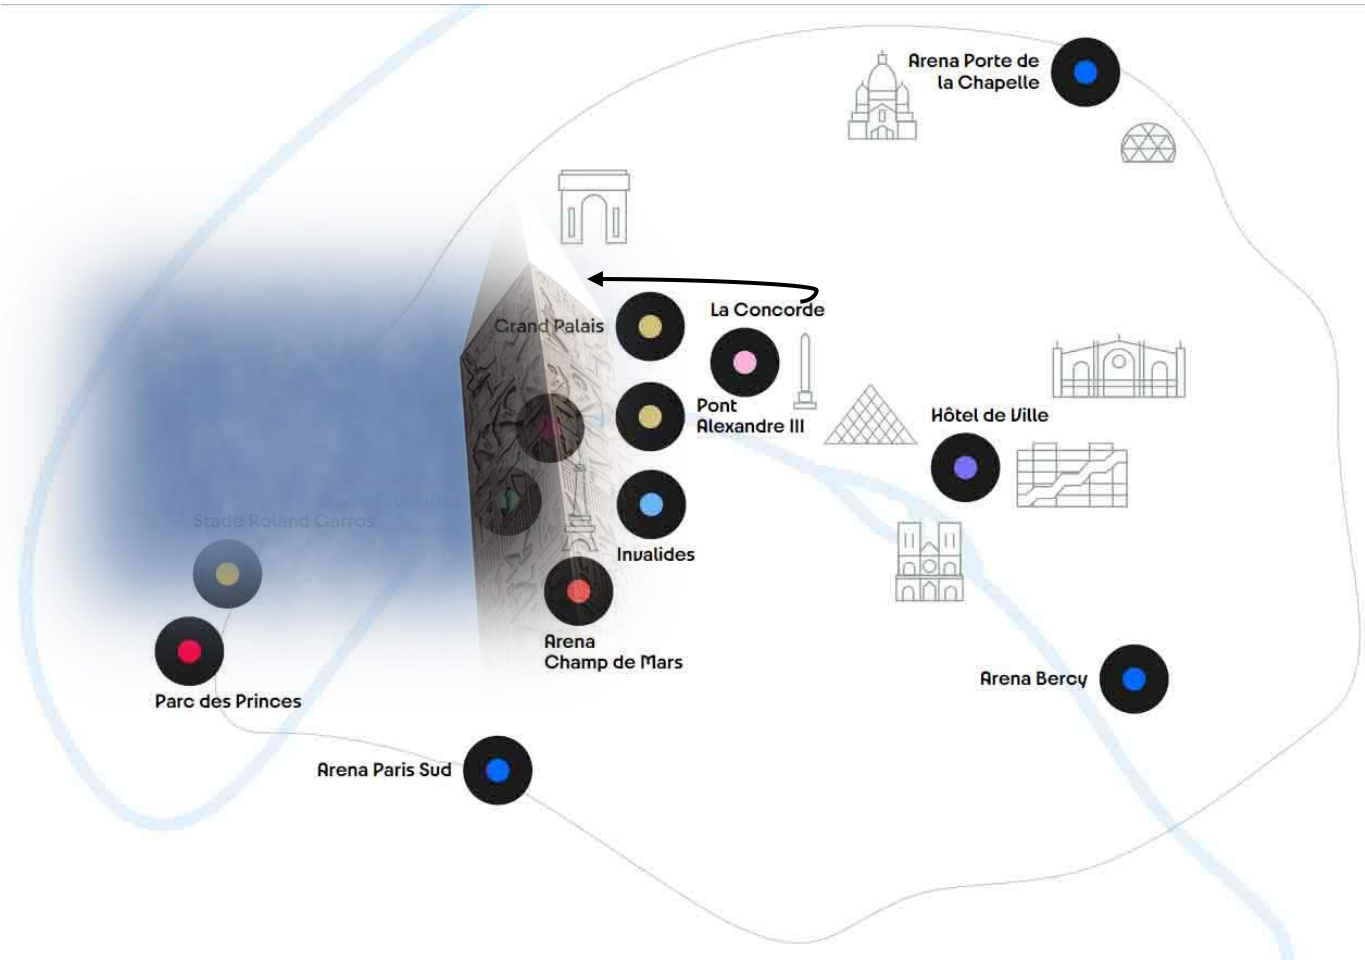 Arena Porte de
la Chapelle
La Concorde
Grand Palais
Pont
Alexandre III
Hôtel de Ville
Stade Roland Garros
Invalides
Arena
Champ de Mars
Arena Bercy
Parc des Princes
Arena Paris Sud